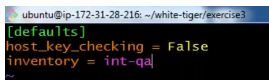 ubuntu@ip-172-31-28-216: ~/white-tiger/exercise3
[defaults]
host_key_checking = False
inventory = int-qa
~